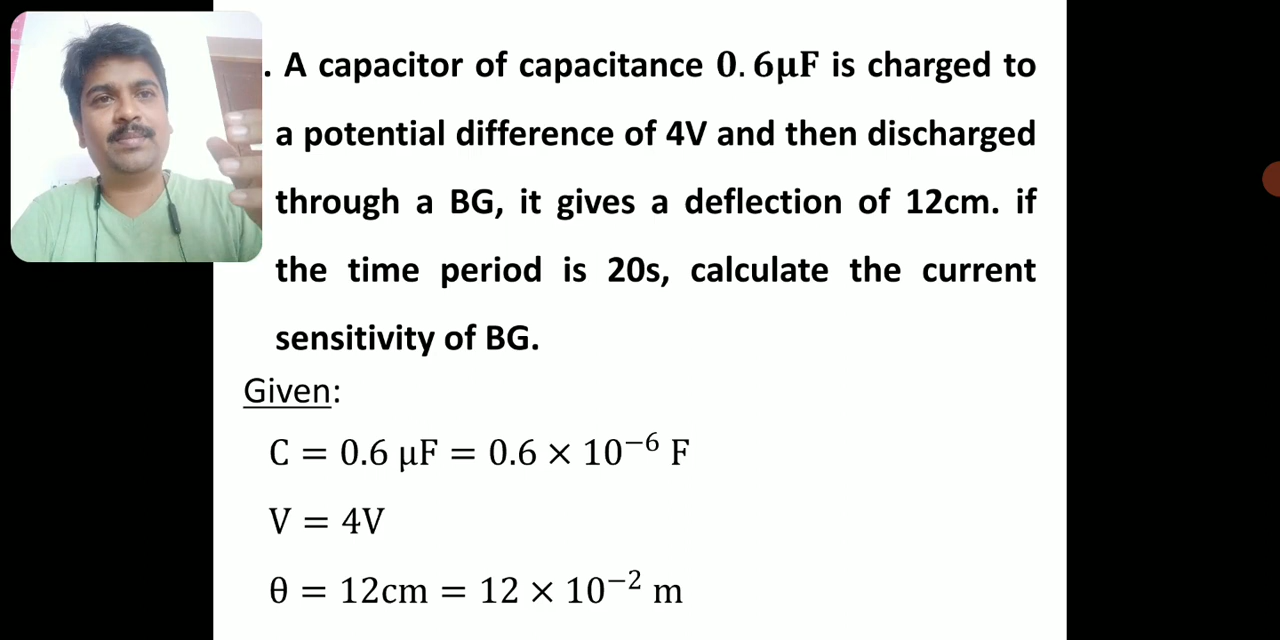 . A capacitor of capacitance 0.6μF is charged to
a potential difference of 4V and then discharged
through a BG, it gives a deflection of 12cm. if
the time period is 20s, calculate the current
sensitivity of BG.
Given:
C = 0.6 μF = 0.6 × 10⁻⁶ F
V = 4V
θ = 12cm = 12 × 10⁻² m